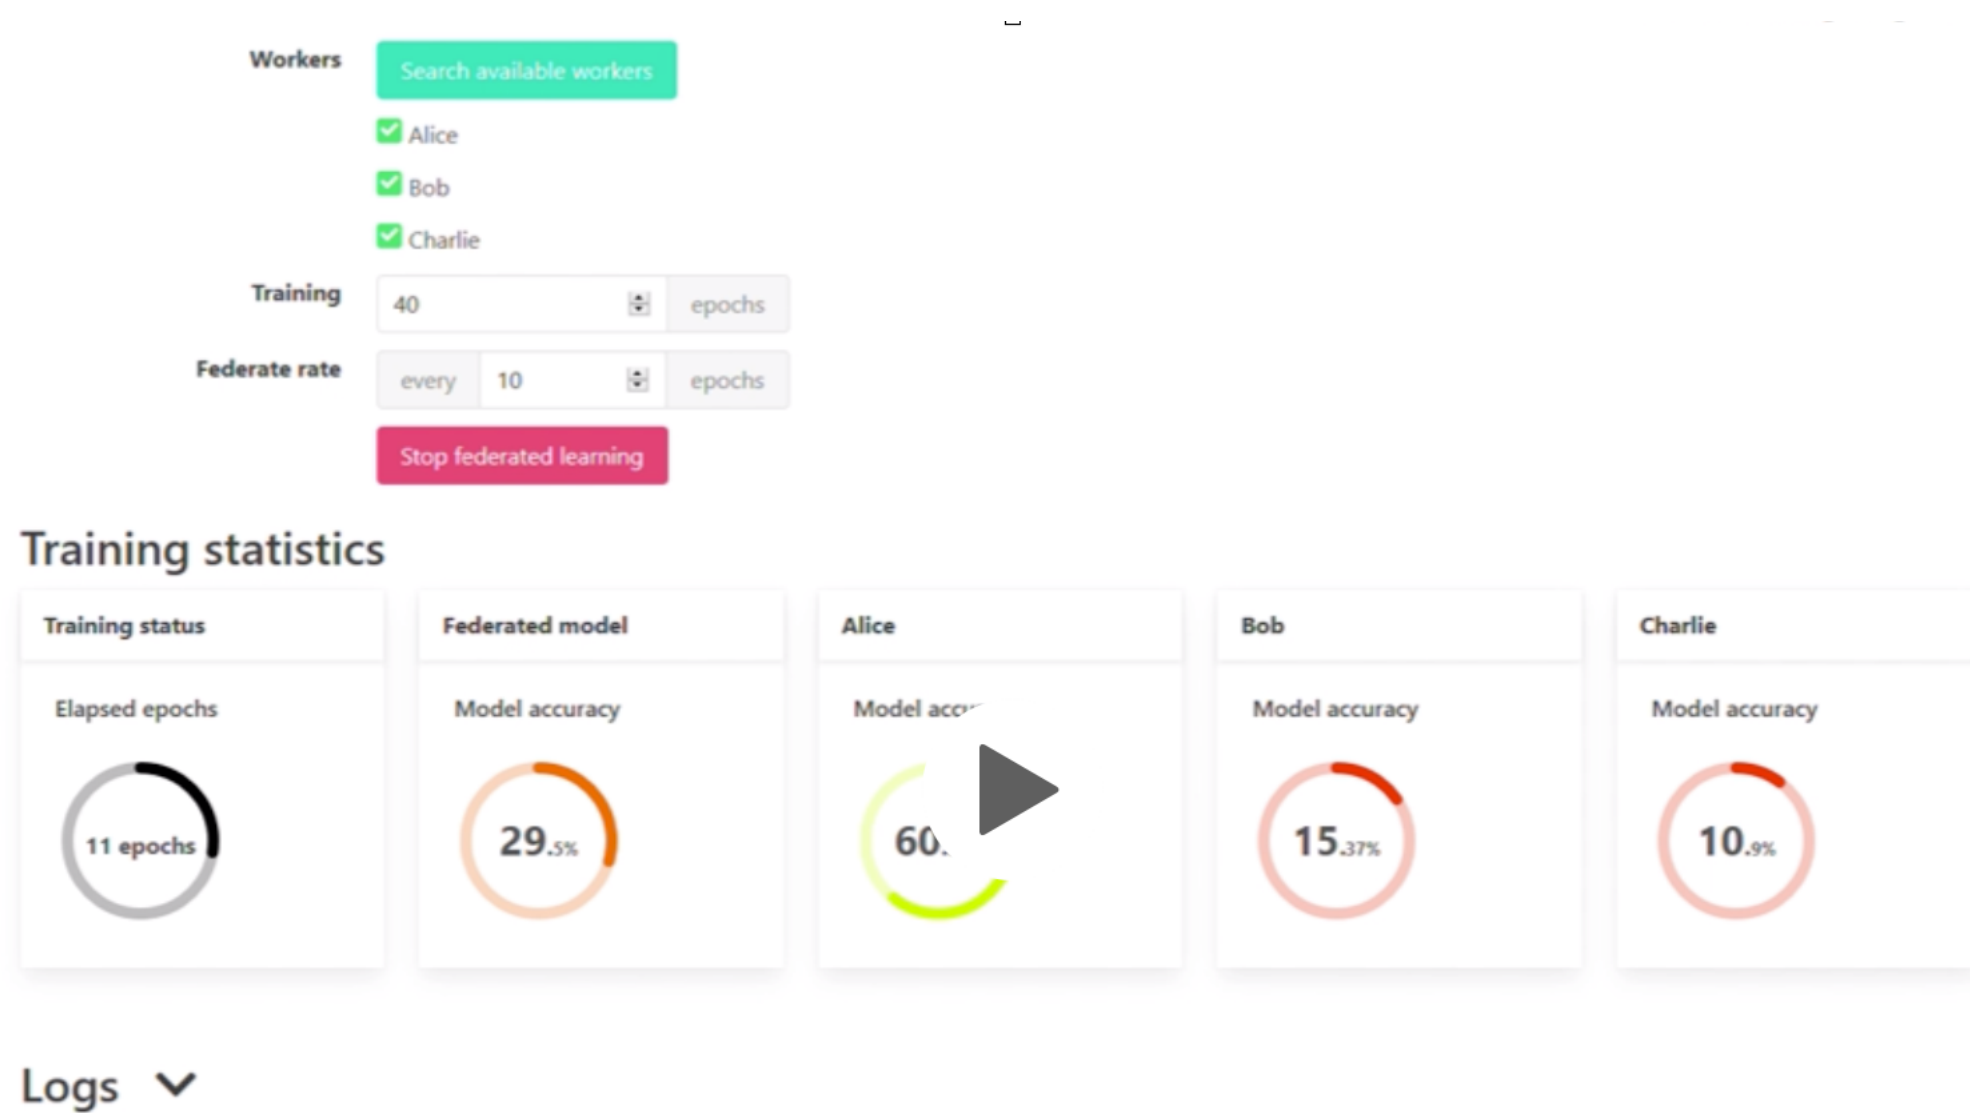 Workers
Search available workers
Alice
Bob
Charlie
Training
40
epochs
Federate rate
every
10
epochs
Stop federated learning
Training statistics
Training status
Federated model
Alice
Bob
Charlie
Elapsed epochs
Model accuracy
Model
Model accuracy
Model accuracy
11 epochs
29.5%
60.
15.37%
10.9%
Logs